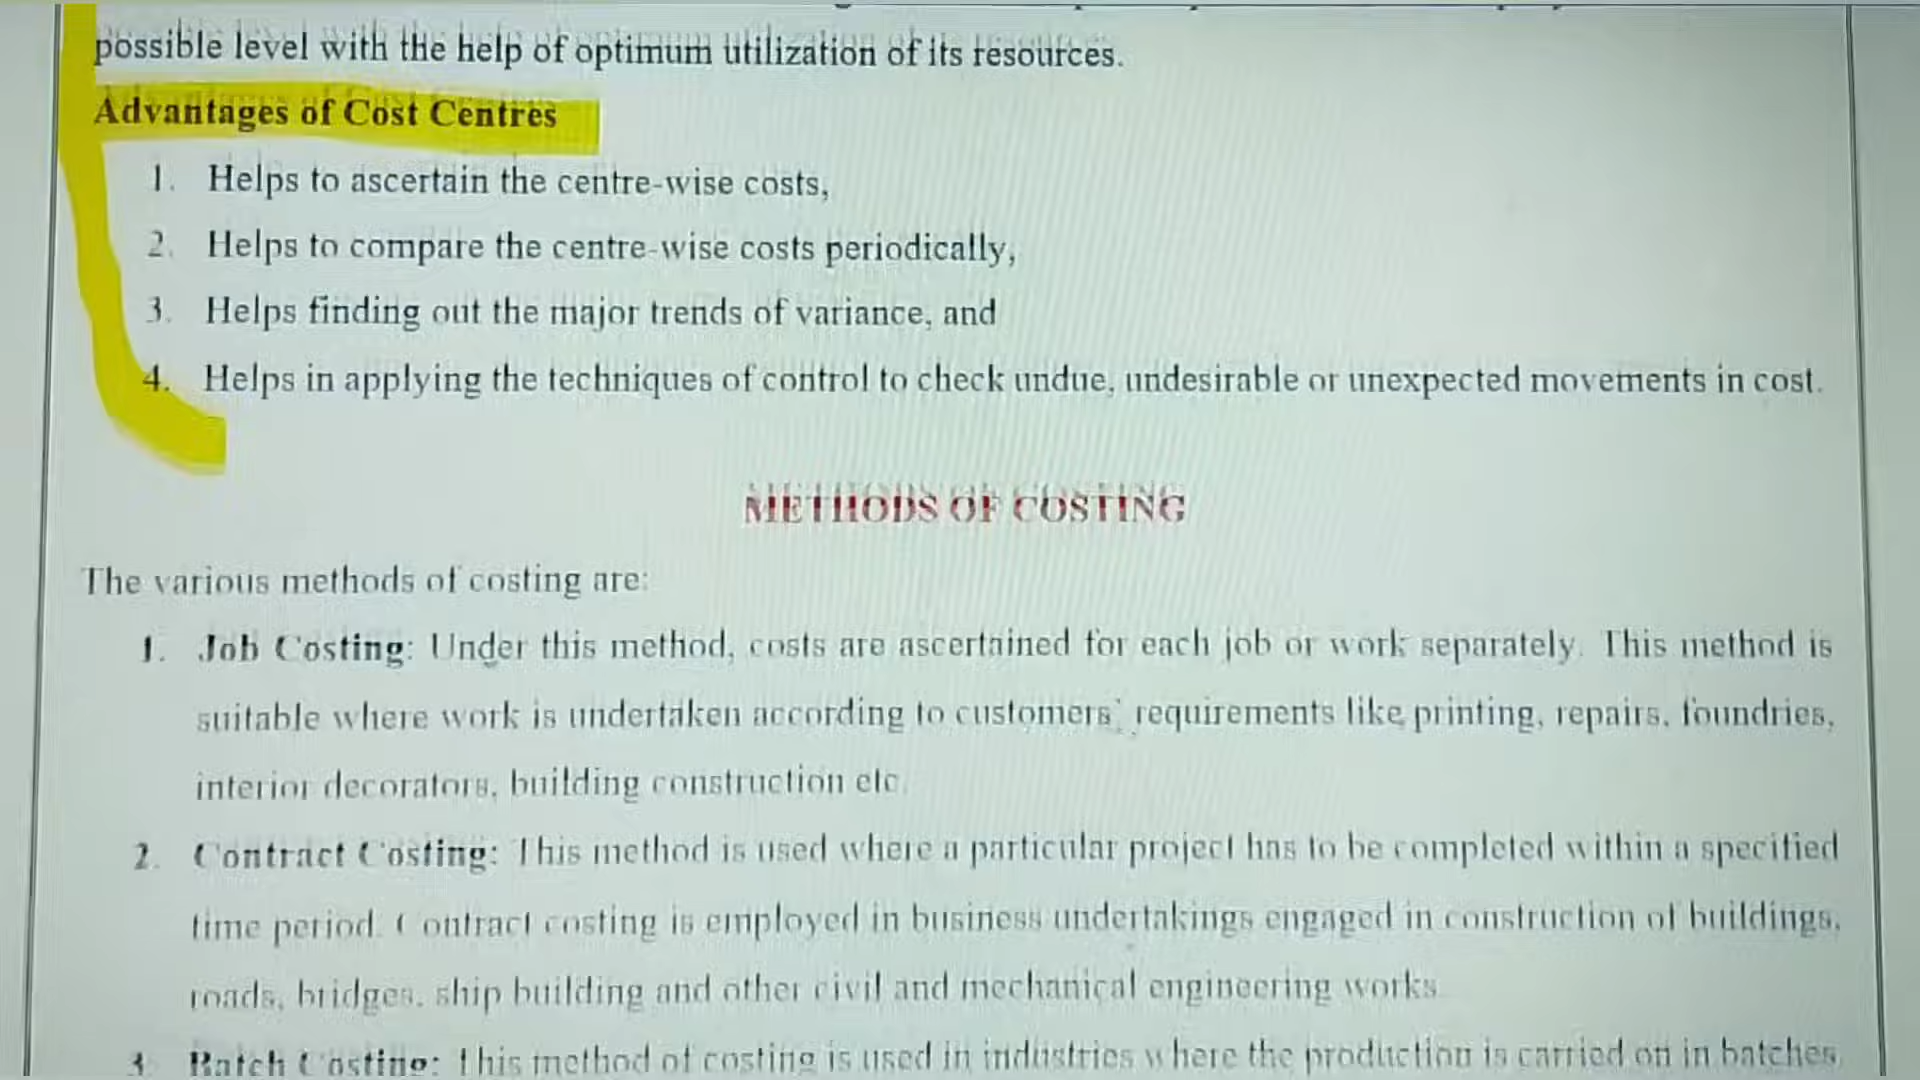 possible level with the help of optimum utilization of its resources.
Advantages of Cost Centres
1. Helps to ascertain the centre-wise costs,
2. Helps to compare the centre-wise costs periodically,
3. Helps finding out the major trends of variance, and
4. Helps in applying the techniques of control to check undue, undesirable or unexpected movements in cost.
METHODS OF COSTING
The various methods of costing are:
1. Job Costing: Under this method, costs are ascertained for each job or work separately. This method is
suitable where work is undertaken according to customers' requirements like printing, repairs, foundries,
interior decorators, building construction etc.
2. Contract Costing: This method is used where a particular project has to be completed within a specified
time period. Contract costing is employed in business undertakings engaged in construction of buildings,
roads, bridges, ship building and other civil and mechanical engineering works.
3. Batch Costing: This method of costing is used in industries where the production is carried on in batches.